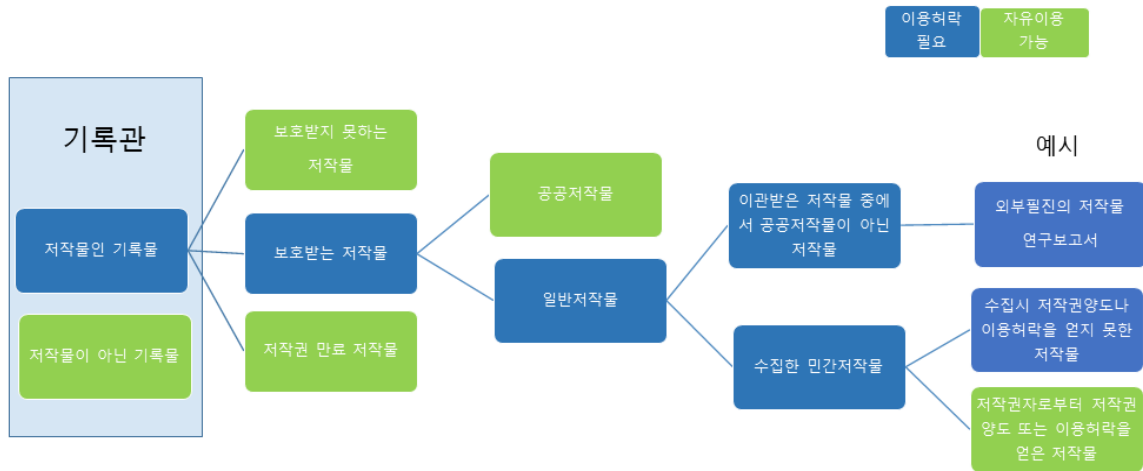 이용허락
필요
자유이용
가능
기록관
예시
저작물인 기록물
저작물이 아닌 기록물
보호받지 못하는
저작물
보호받는 저작물
저작권 만료 저작물
공공저작물
일반저작물
이관받은 저작물 중에
서 공공저작물이 아닌
저작물
수집한 민간저작물
외부필진의 저작물
연구보고서
수집시 저작권양도나
이용허락을 얻지 못한
저작물
저작권자로부터 저작권
양도 또는 이용허락을
얻은 저작물